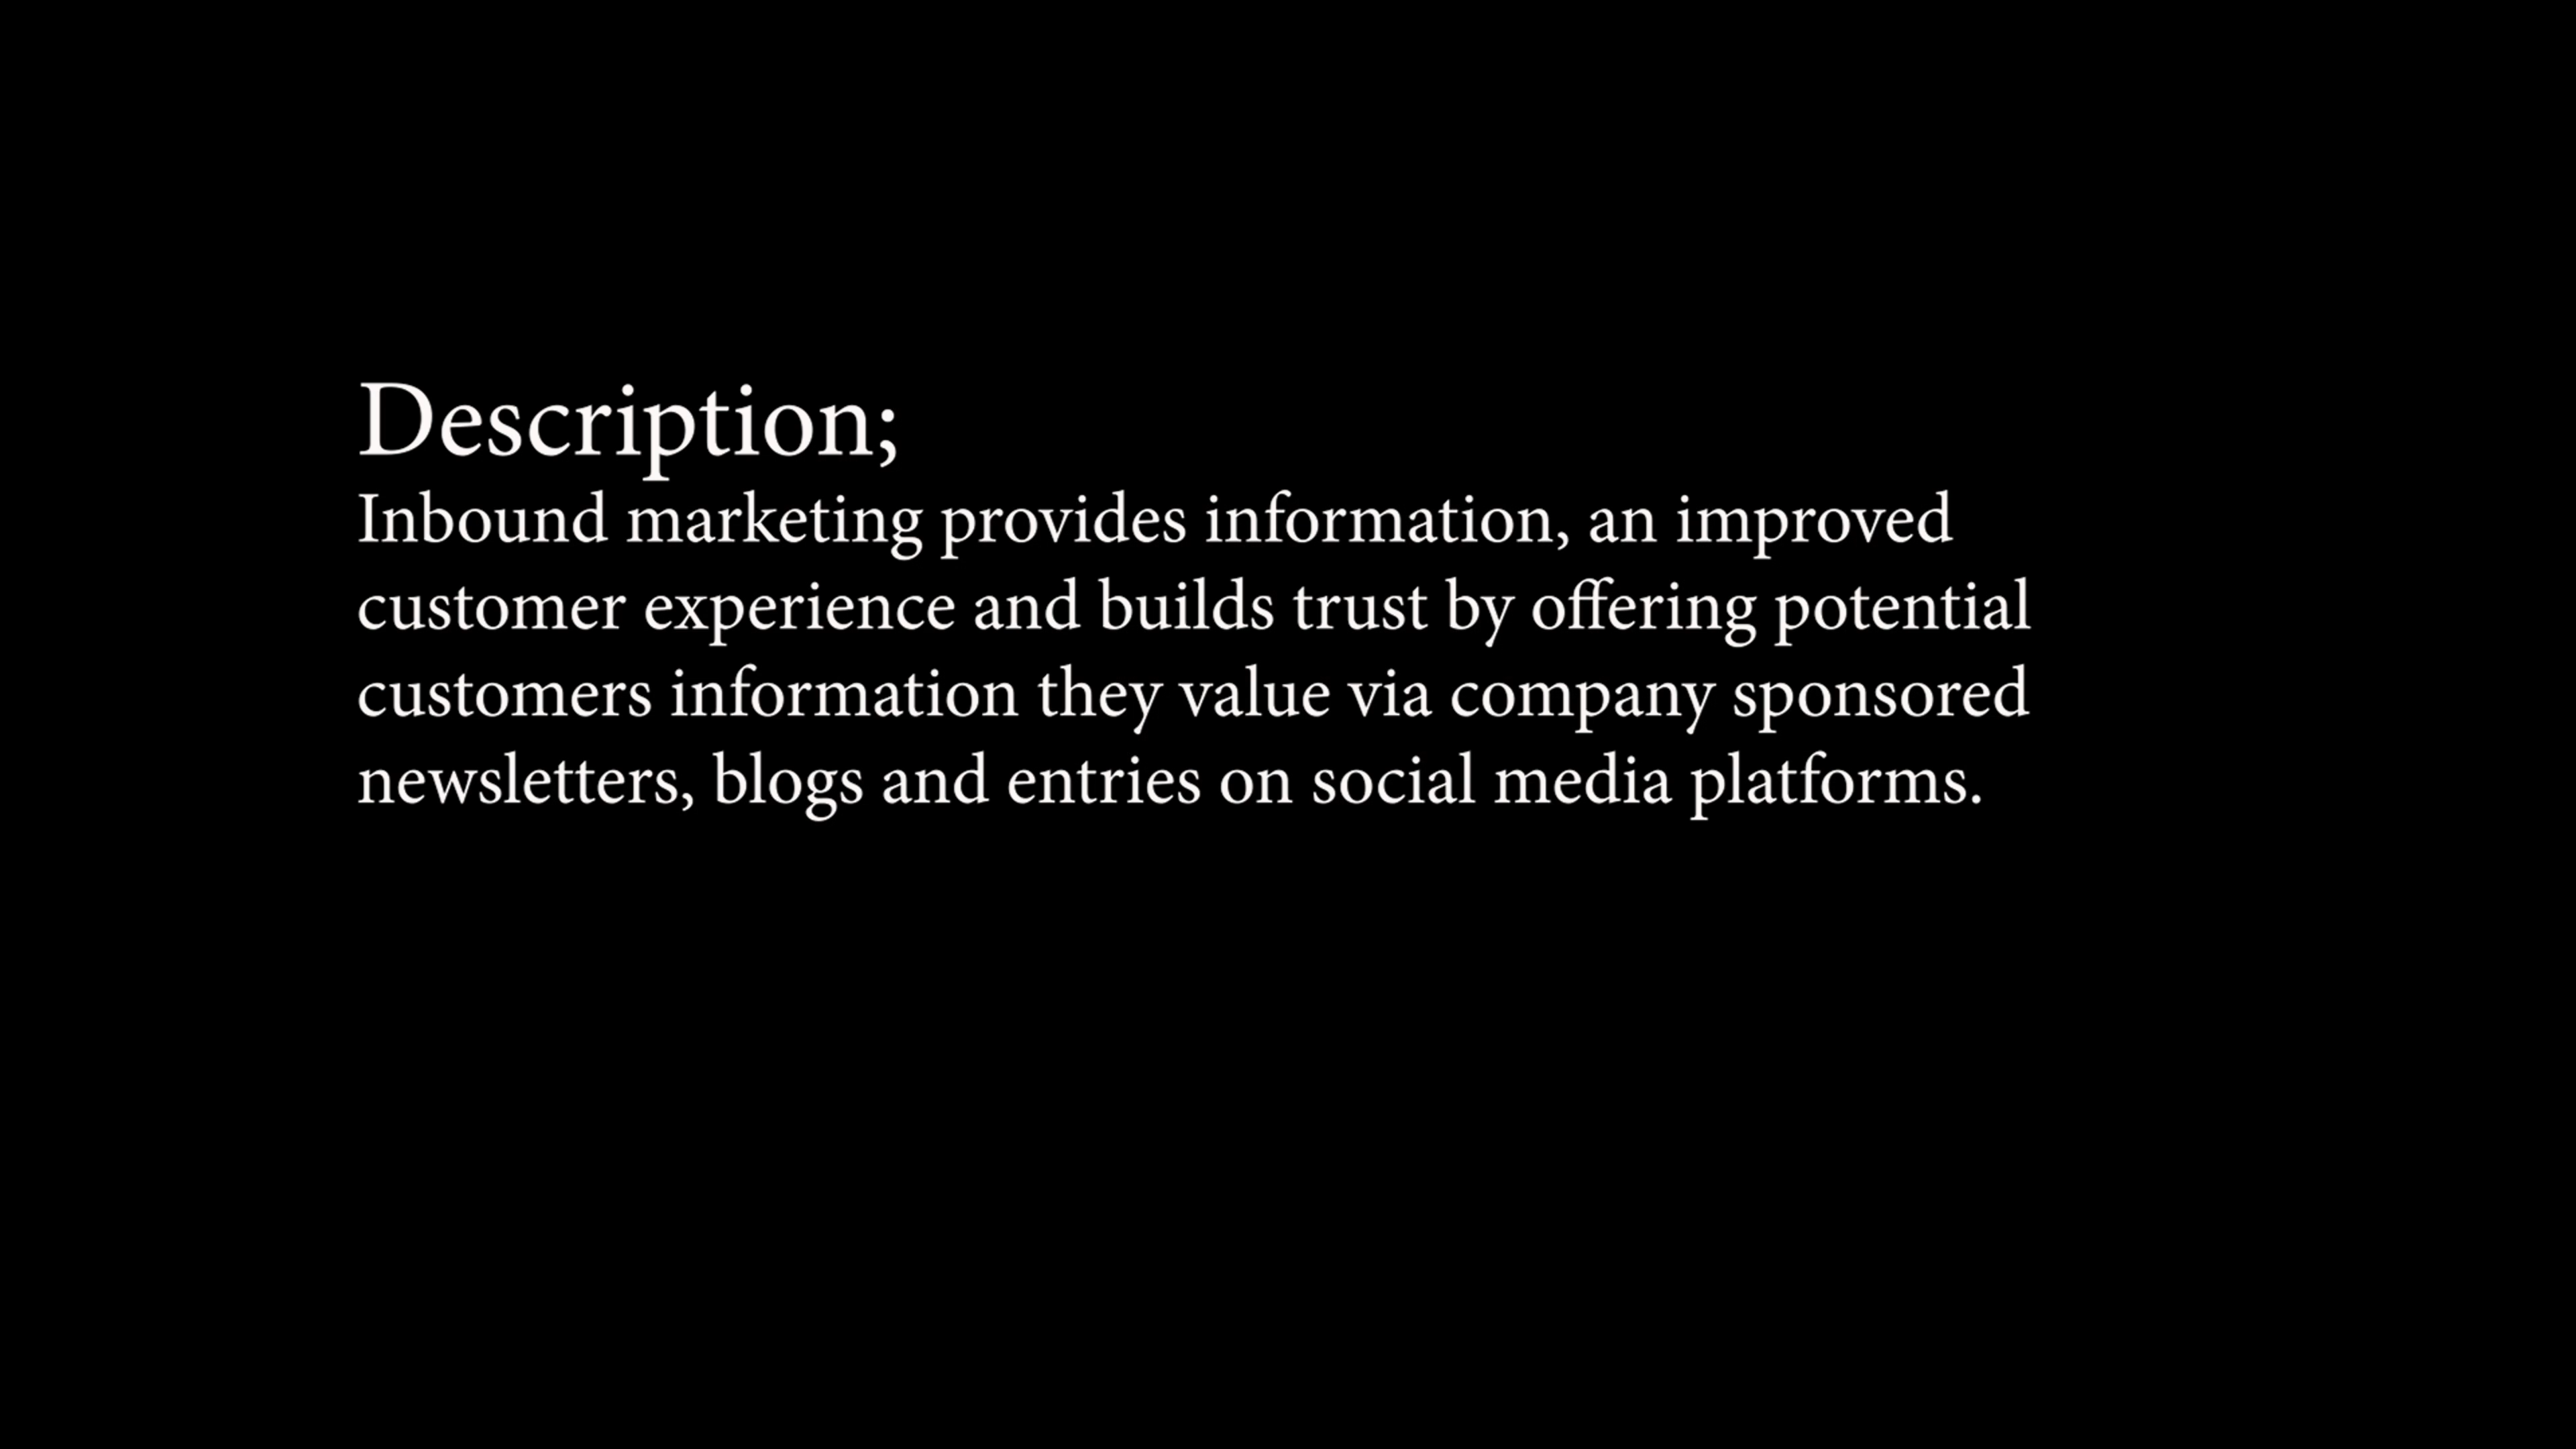 Description;
Inbound marketing provides information, an improved
customer experience and builds trust by offering potential
customers information they value via company sponsored
newsletters, blogs and entries on social media platforms.